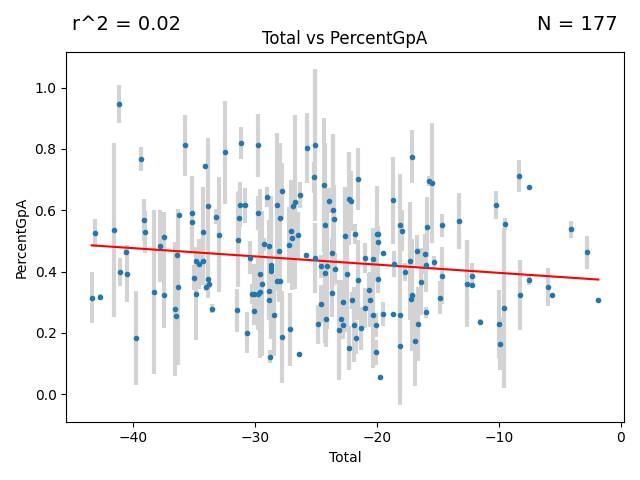 r^2 = 0.02
N = 177
Total vs PercentGpA
1.0
0.8
0.6
0.4
0.2
0.0
PercentGpA
−40
−30
−20
−10
0
Total